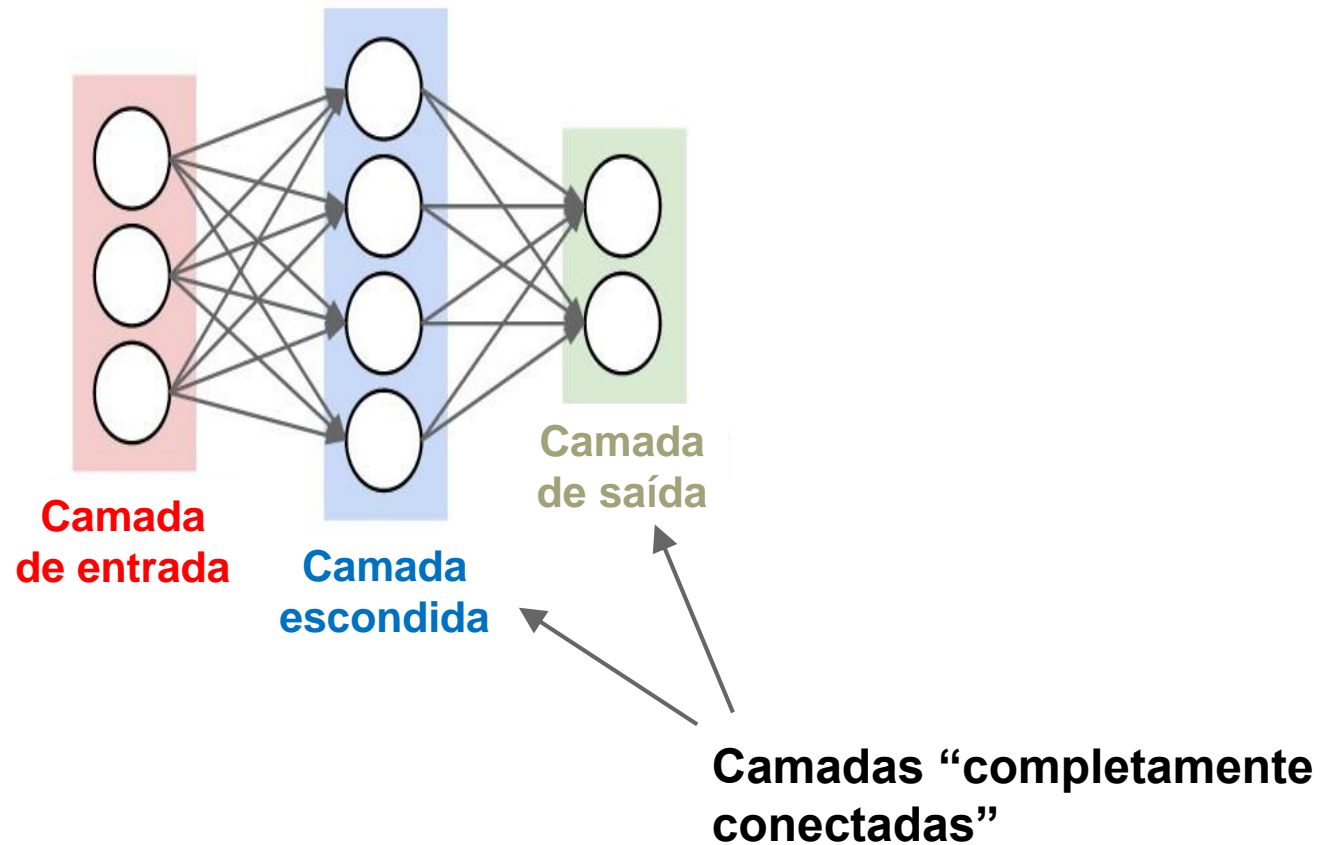 Camada
de entrada
Camada
escondida
Camada
de saída
Camadas “completamente
conectadas”